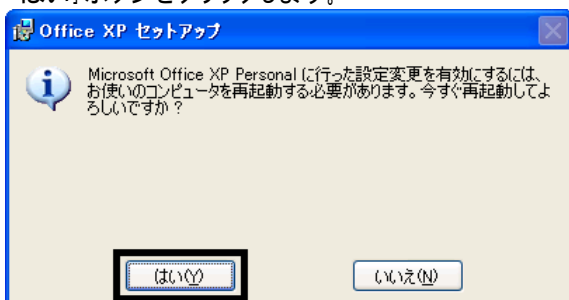 はい]ボタンをクリックします。
Office XP セットアップ
Microsoft Office XP Personal に行った設定変更を有効にするには、
お使いのコンピュータを再起動する必要があります。今すぐ再起動してよ
ろしいですか？
はい(Y)
いいえ(N)